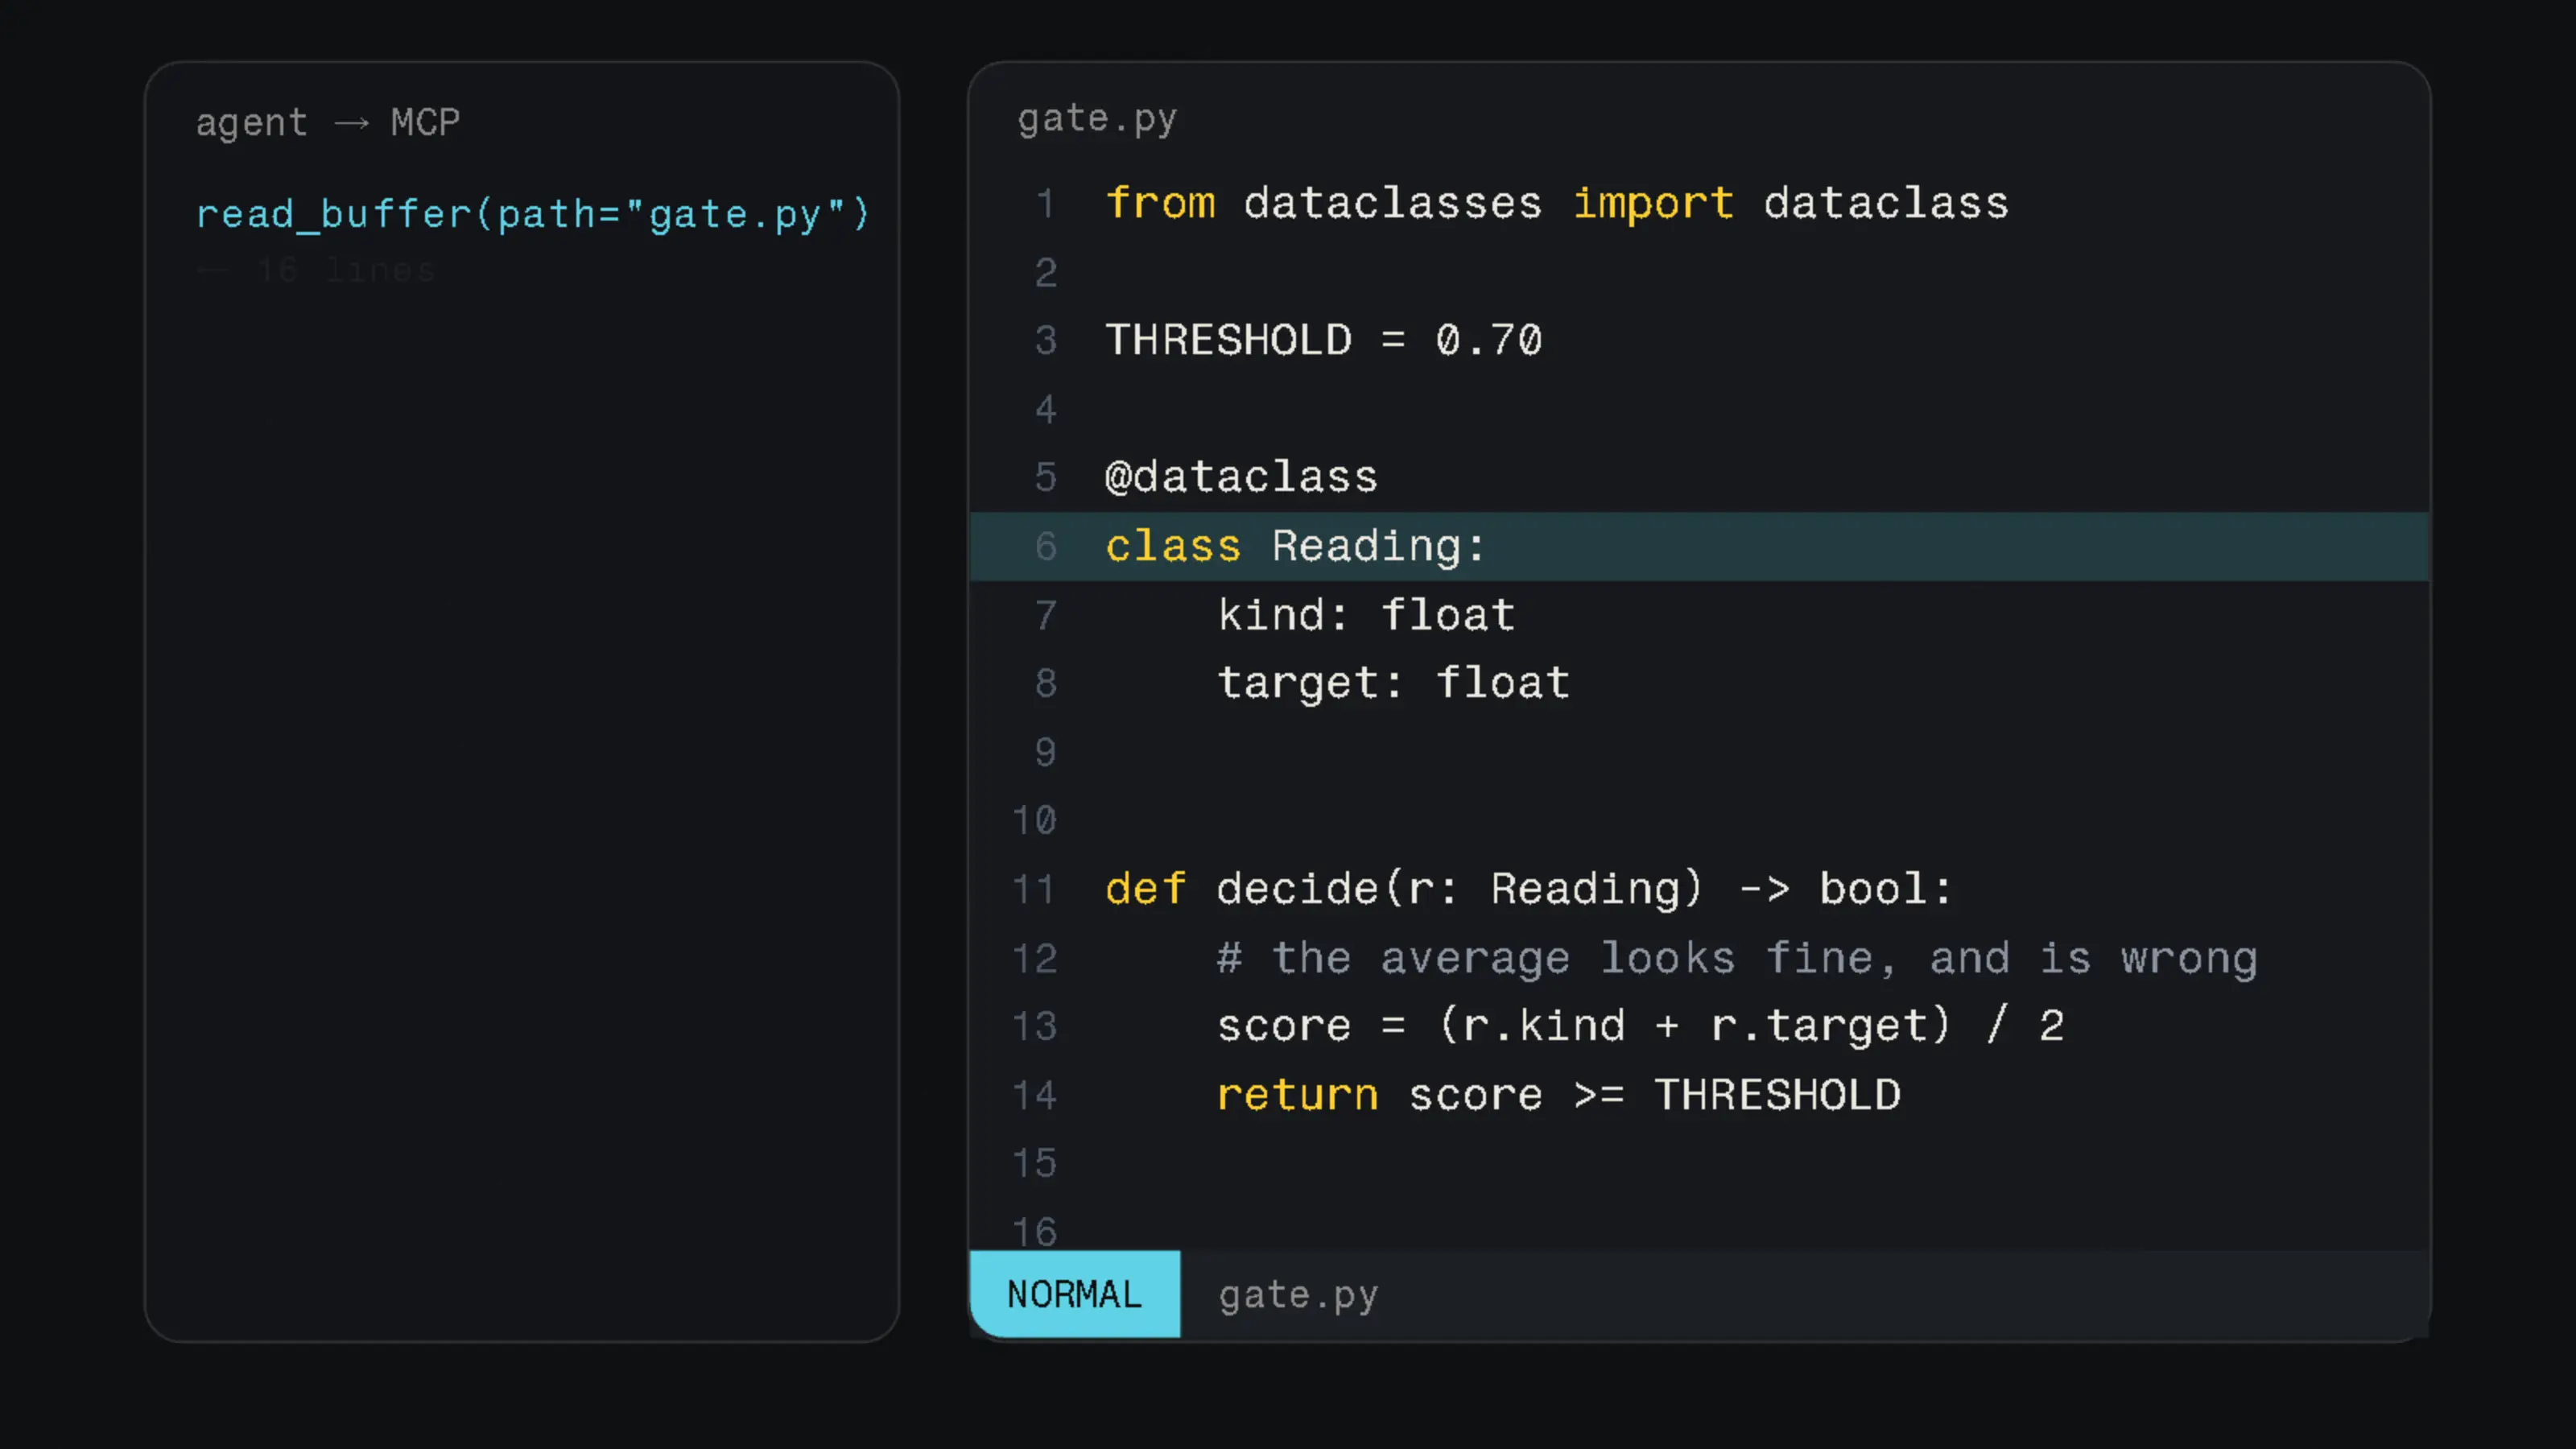 agent → MCP
read_buffer(path="gate.py")
← 16 lines
gate.py
1 from dataclasses import dataclass
2
3 THRESHOLD = 0.70
4
5 @dataclass
6 class Reading:
7     kind: float
8     target: float
9
10
11 def decide(r: Reading) -> bool:
12     # the average looks fine, and is wrong
13     score = (r.kind + r.target) / 2
14     return score >= THRESHOLD
15
16
NORMAL gate.py